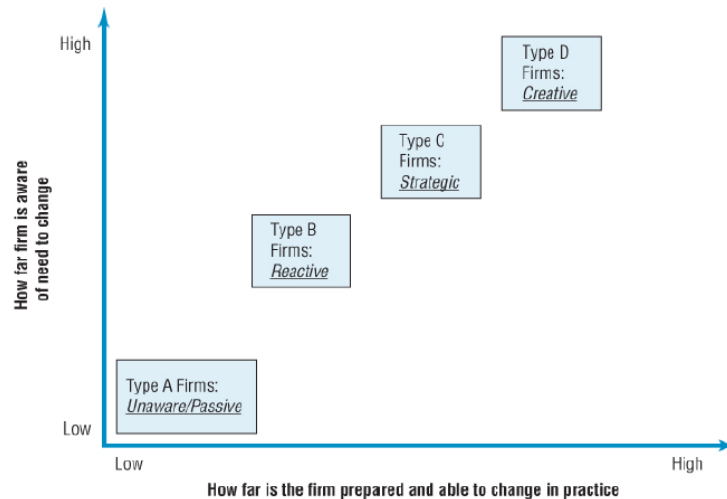 High
Type D
Firms:
Creative
Type C
Firms:
Strategic
How far firm is aware
of need to change
Type B
Firms:
Reactive
Type A Firms:
Unaware/Passive
Low
Low
High
How far is the firm prepared and able to change in practice